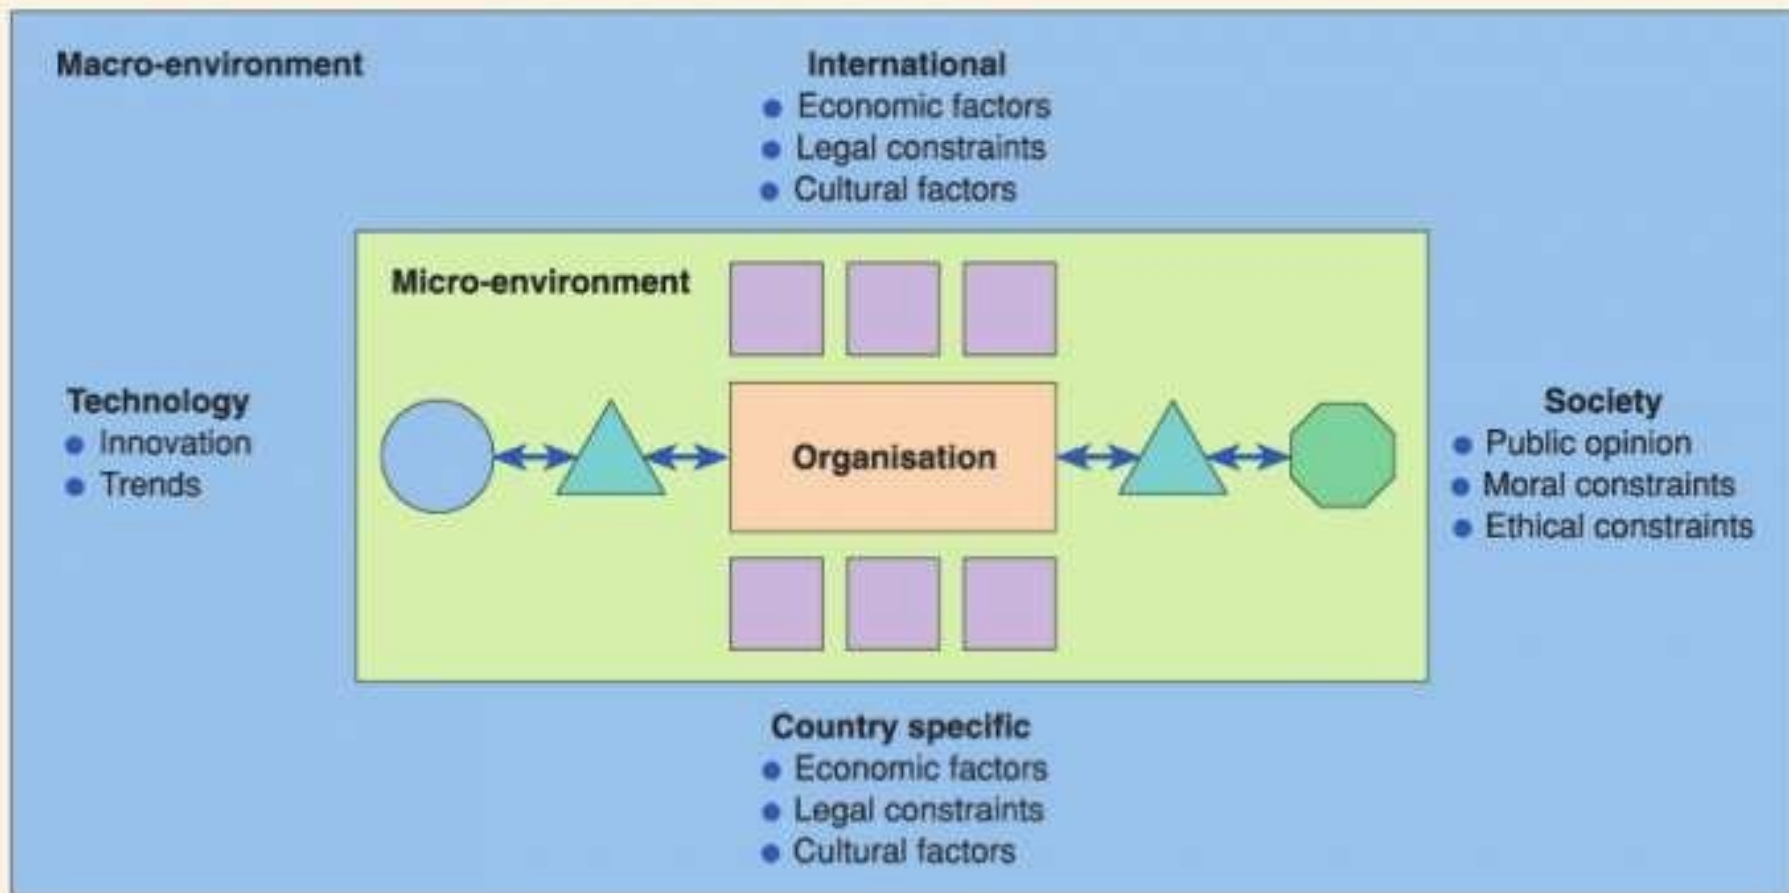 Macro-environment
International
• Economic factors
• Legal constraints
• Cultural factors
Micro-environment
Technology
• Innovation
• Trends
Organisation
Society
• Public opinion
• Moral constraints
• Ethical constraints
Country specific
• Economic factors
• Legal constraints
• Cultural factors